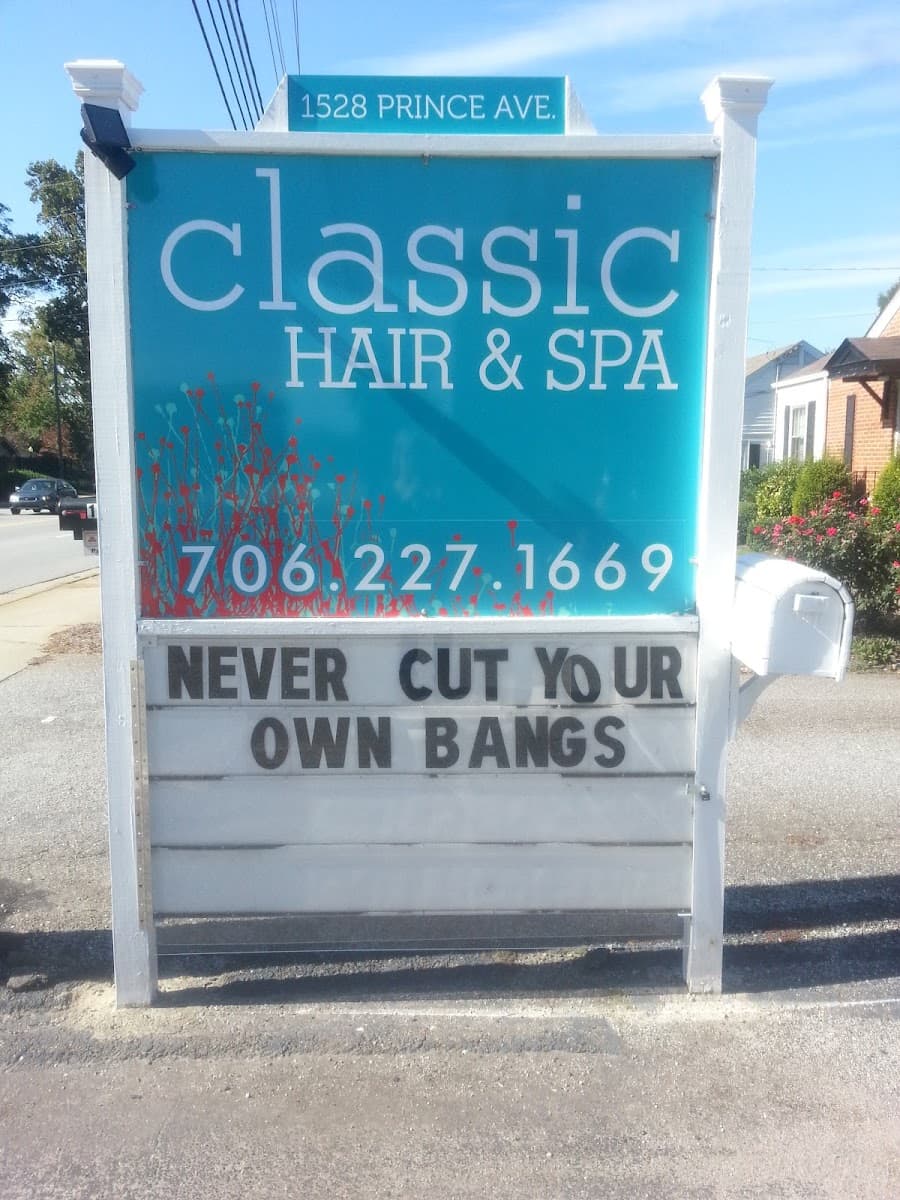 1528 PRINCE AVE.
classic
HAIR & SPA
706.227.1669
NEVER CUT YOUR
OWN BANGS